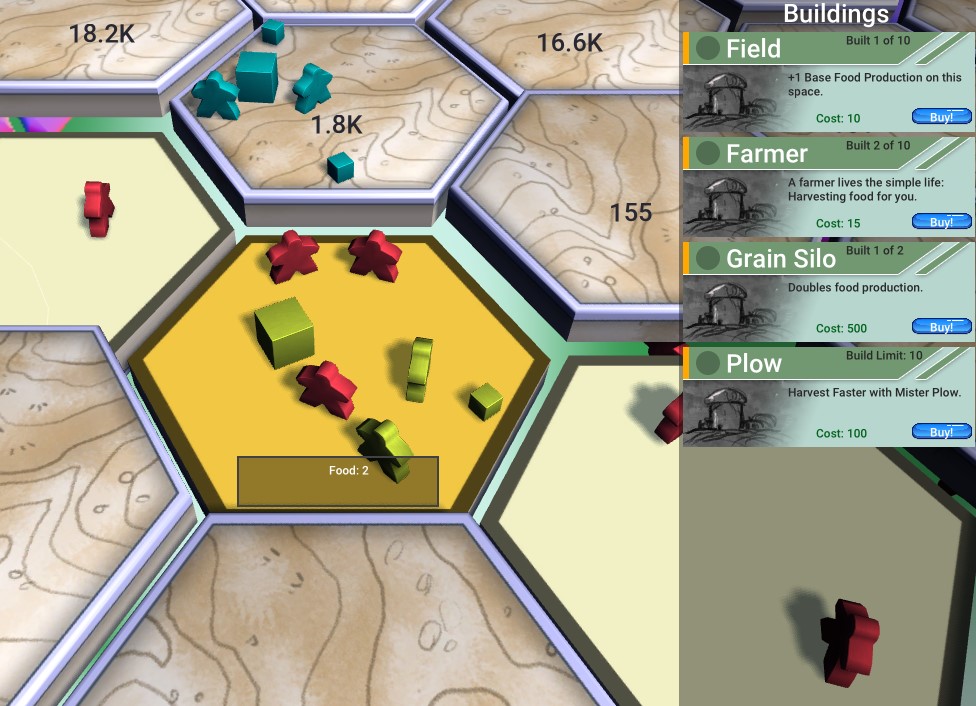 18.2K
16.6K
1.8K
155
Food: 2
Buildings
Field
Built 1 of 10
+1 Base Food Production on this
space.
Cost: 10
Buy!
Farmer
Built 2 of 10
A farmer lives the simple life:
Harvesting food for you.
Cost: 15
Buy!
Grain Silo
Built 1 of 2
Doubles food production.
Cost: 500
Buy!
Plow
Build Limit: 10
Harvest Faster with Mister Plow.
Cost: 100
Buy!